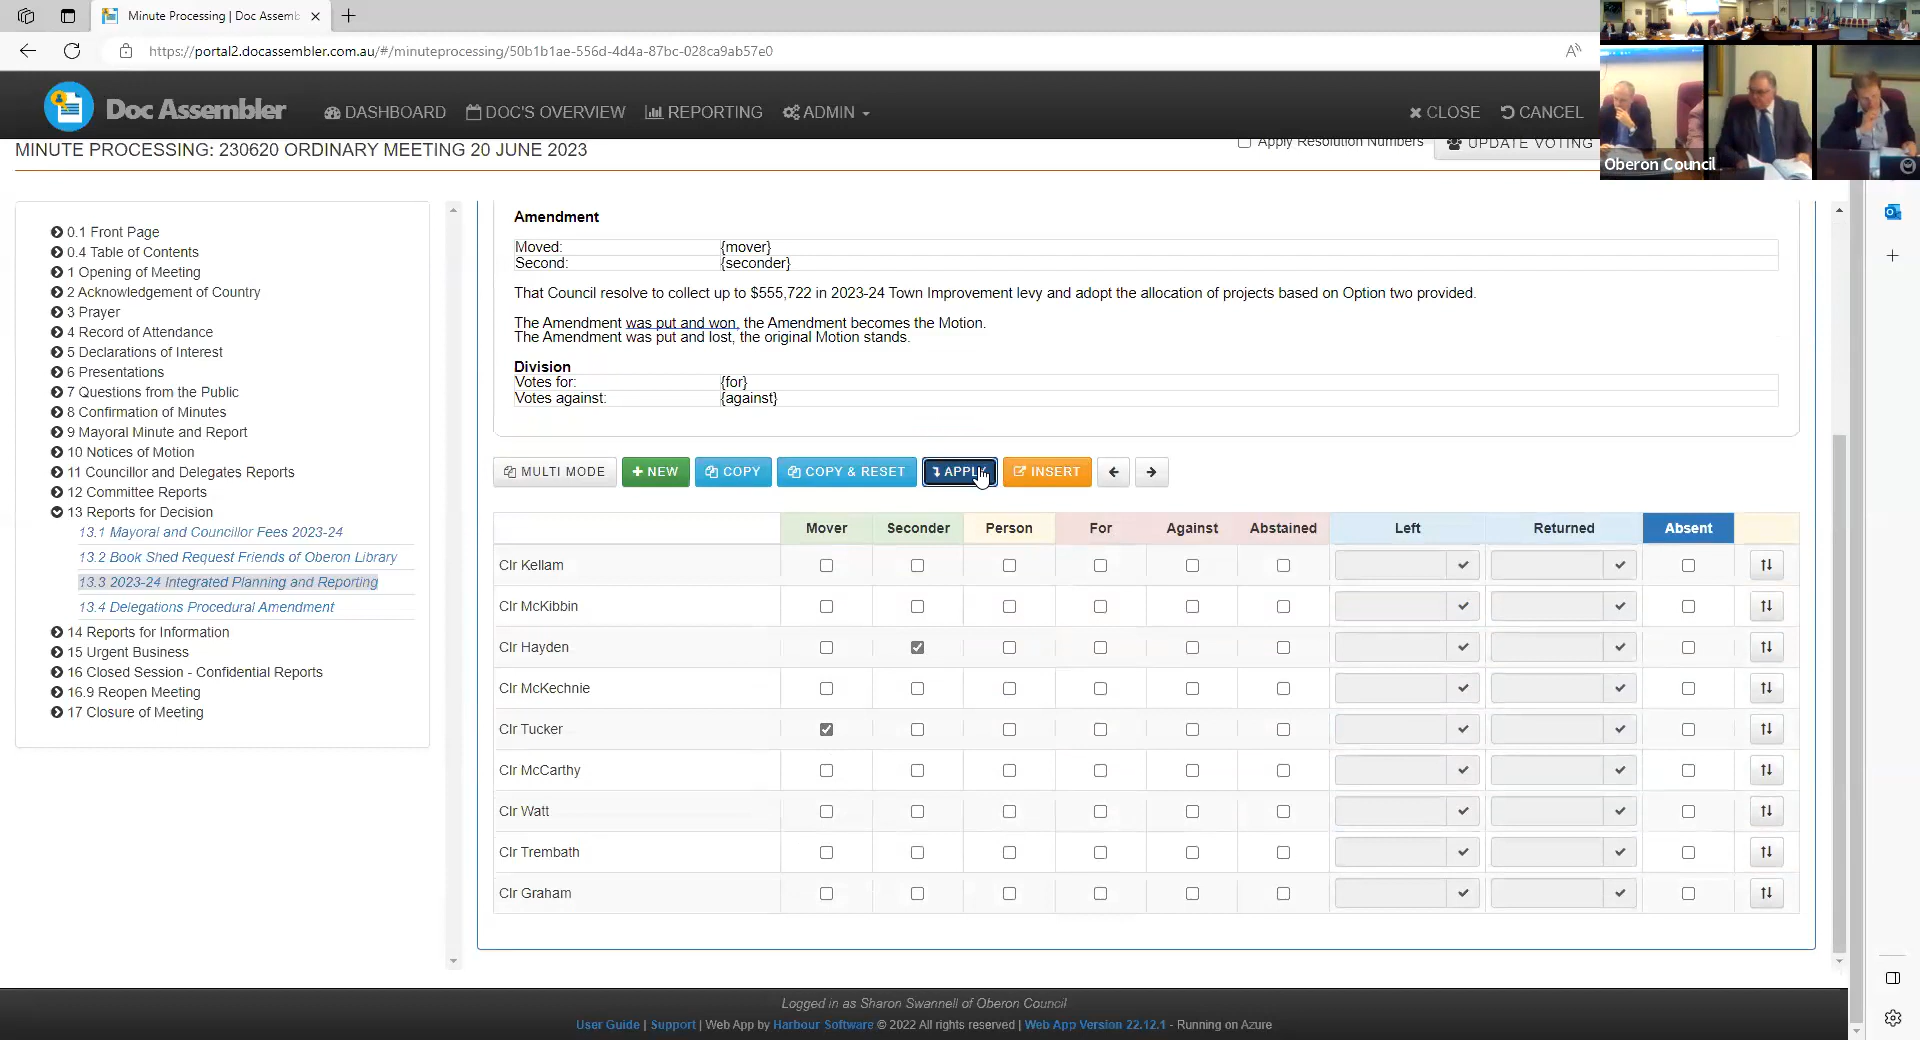 Minute Processing | Doc Assemb
https://portal2.docassembler.com.au/#/minuteprocessing/50b1b1ae-556d-4d4a-87bc-028ca9ab57e0
Doc Assembler
DASHBOARD DOC'S OVERVIEW REPORTING ADMIN CLOSE CANCEL
Oberon Council
MINUTE PROCESSING: 230620 ORDINARY MEETING 20 JUNE 2023
Apply Resolution Numbers UPDATE VOTING
0.1 Front Page
0.4 Table of Contents
1 Opening of Meeting
2 Acknowledgement of Country
3 Prayer
4 Record of Attendance
5 Declarations of Interest
6 Presentations
7 Questions from the Public
8 Confirmation of Minutes
9 Mayoral Minute and Report
10 Notices of Motion
11 Councillor and Delegates Reports
12 Committee Reports
13 Reports for Decision
13.1 Mayoral and Councillor Fees 2023-24
13.2 Book Shed Request Friends of Oberon Library
13.3 2023-24 Integrated Planning and Reporting
13.4 Delegations Procedural Amendment
14 Reports for Information
15 Urgent Business
16 Closed Session - Confidential Reports
16.9 Reopen Meeting
17 Closure of Meeting
Amendment
Moved: {mover}
Second: {seconder}
That Council resolve to collect up to $555,722 in 2023-24 Town Improvement levy and adopt the allocation of projects based on Option two provided.
The Amendment was put and won, the Amendment becomes the Motion.
The Amendment was put and lost, the original Motion stands.
Division
Votes for: {for}
Votes against: {against}
MULTI MODE NEW COPY COPY & RESET APPLY INSERT
Mover Seconder Person For Against Abstained Left Returned Absent
Clr Kellam
Clr McKibbin
Clr Hayden
Clr McKechnie
Clr Tucker
Clr McCarthy
Clr Watt
Clr Trembath
Clr Graham
Logged in as Sharon Swannell of Oberon Council
User Guide | Support | Web App by Harbour Software © 2022 All rights reserved | Web App Version 22.12.1 - Running on Azure